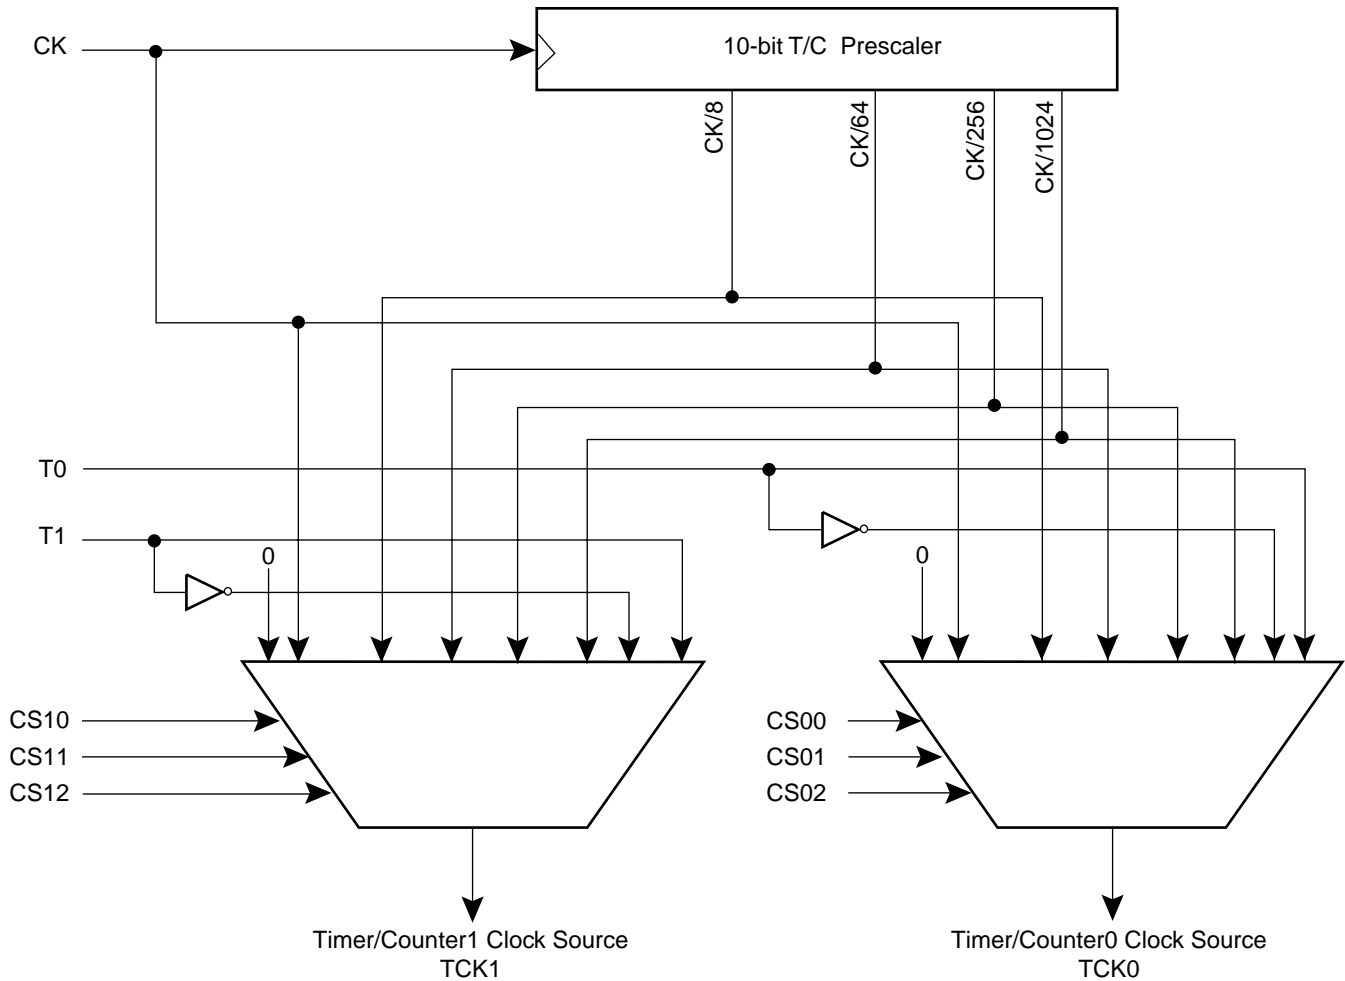 CK
10-bit T/C Prescaler
CK/8
CK/64
CK/256
CK/1024
T0
T1
0
0
CS10
CS11
CS12
CS00
CS01
CS02
Timer/Counter1 Clock Source
TCK1
Timer/Counter0 Clock Source
TCK0